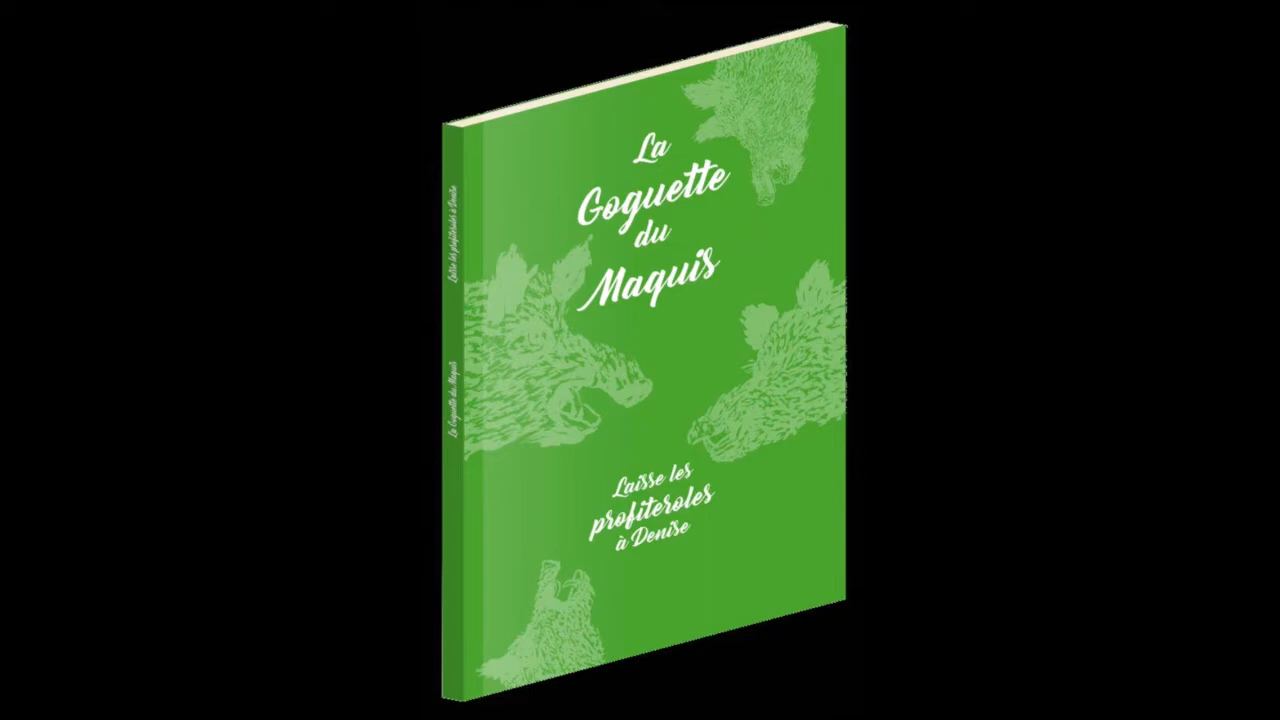 La
Goguette
du
Maquis
Laisse les
profiteroles
à Denise
Laisse les profiteroles à Denise
La Goguette du Maquis